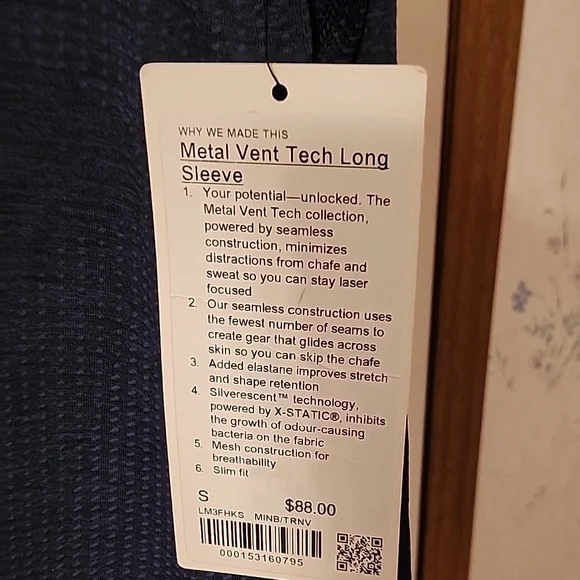 WHY WE MADE THIS
Metal Vent Tech Long
Sleeve
1. Your potential—unlocked. The
Metal Vent Tech collection,
powered by seamless
construction, minimizes
distractions from chafe and
sweat so you can stay laser
focused
2. Our seamless construction uses
the fewest number of seams to
create gear that glides across
skin so you can skip the chafe
3. Added elastane improves stretch
and shape retention
4. Silverescent™ technology,
powered by X-STATIC®, inhibits
the growth of odour-causing
bacteria on the fabric
5. Mesh construction for
breathability
6. Slim fit
S $88.00
LM3FHKS MINB/TRNV
000153160795